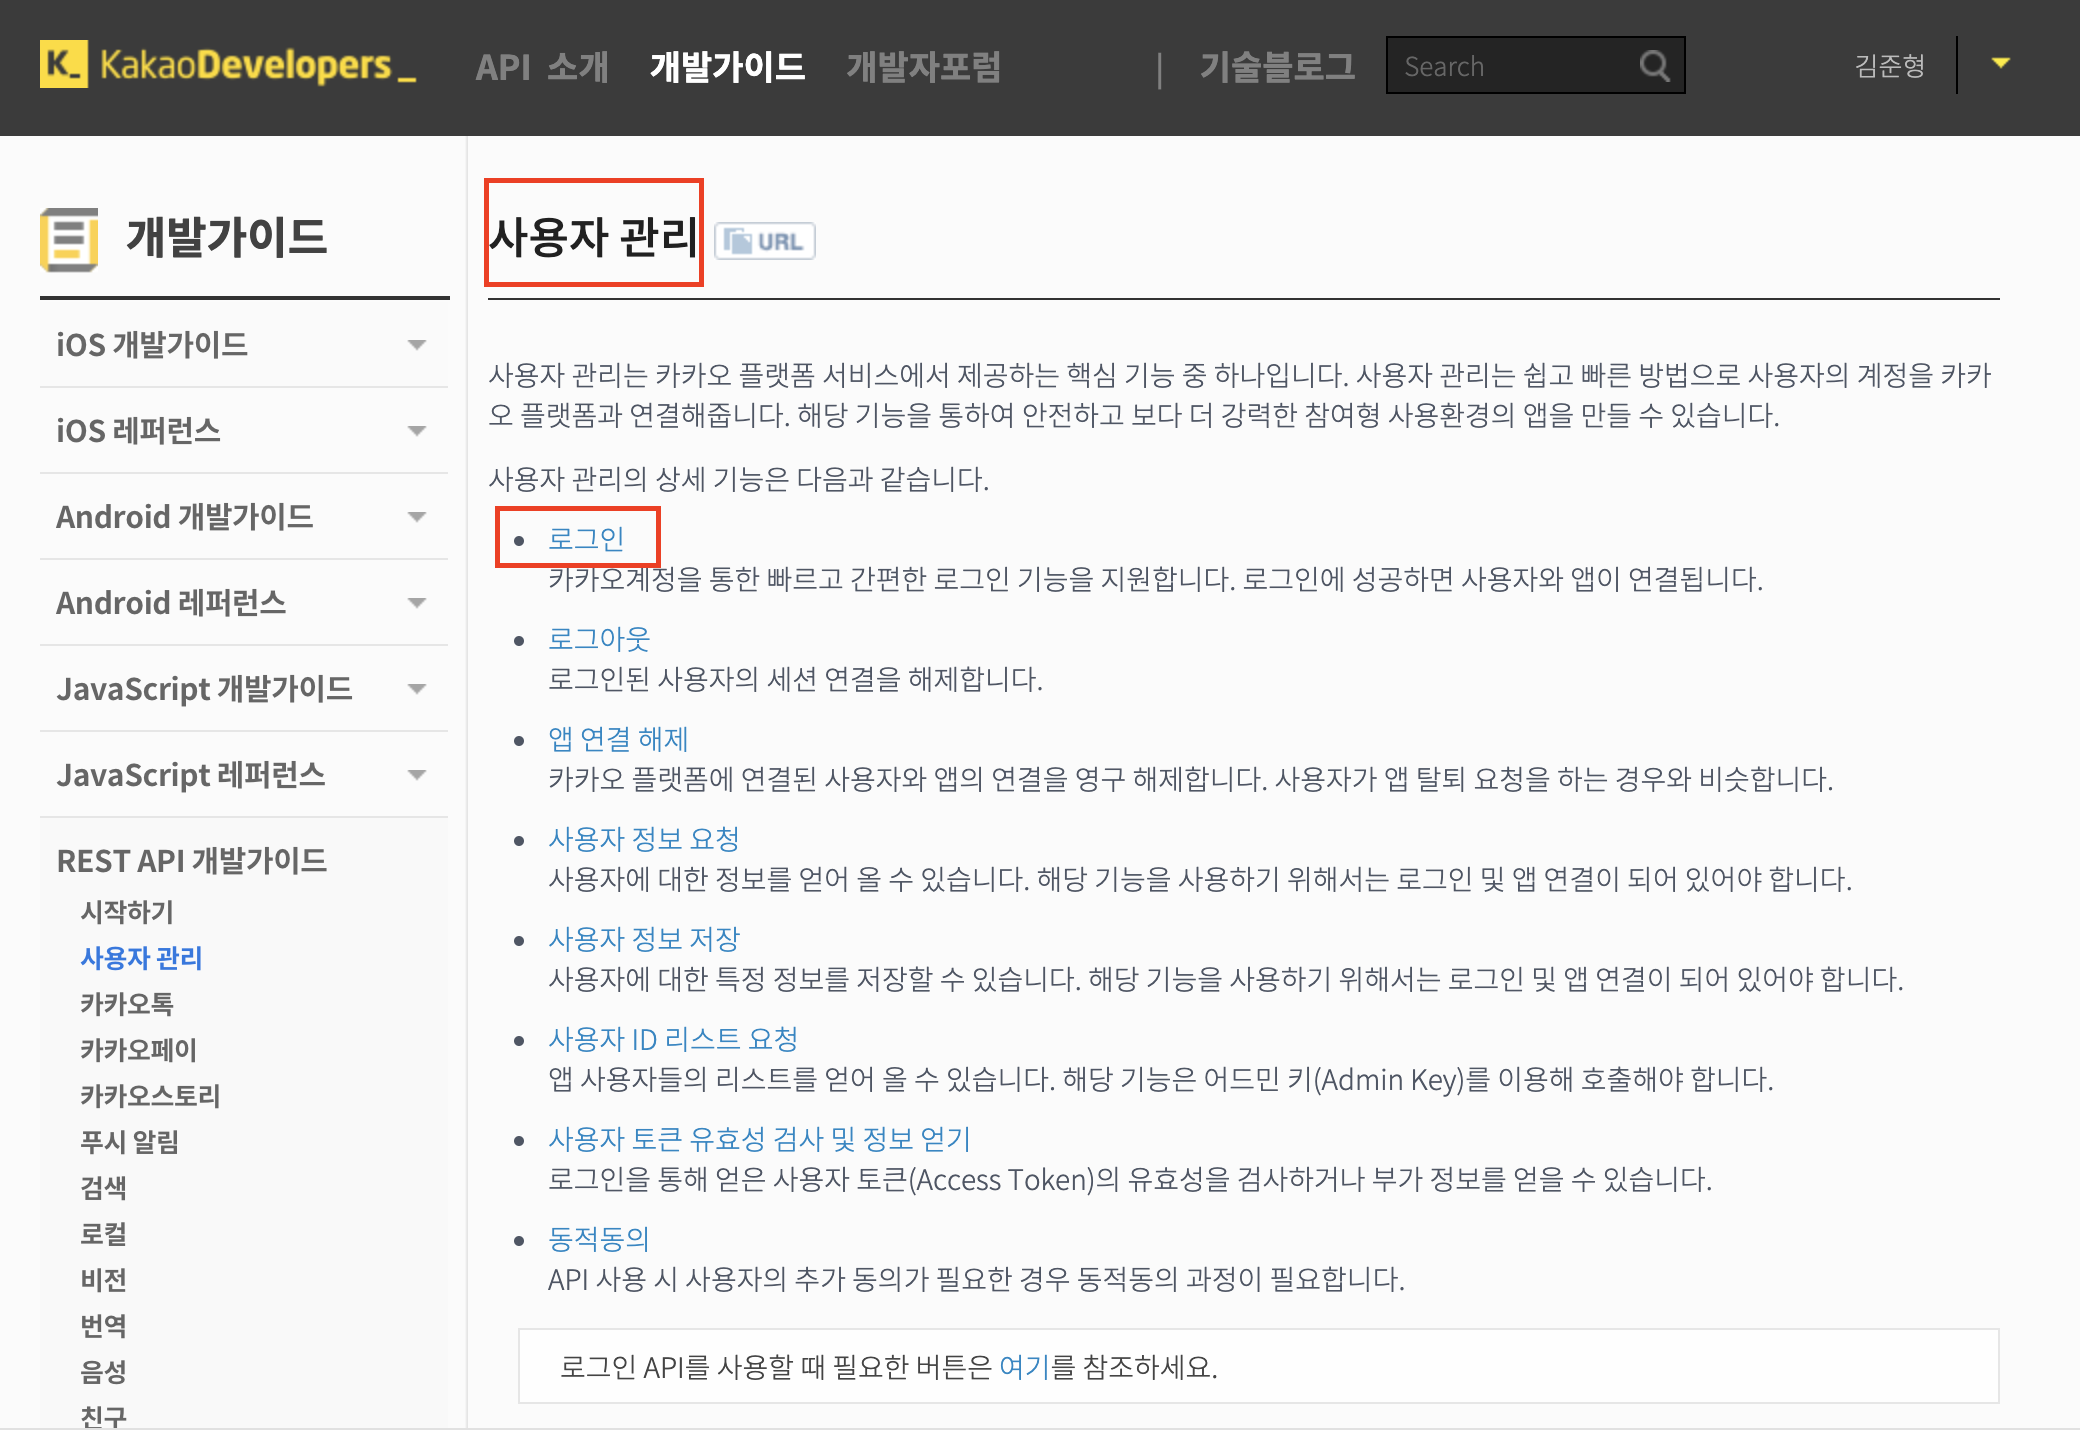 K_ KakaoDevelopers_
API 소개 개발가이드 개발자포럼 | 기술블로그 Search 김준형
개발가이드
iOS 개발가이드
iOS 레퍼런스
Android 개발가이드
Android 레퍼런스
JavaScript 개발가이드
JavaScript 레퍼런스
REST API 개발가이드
시작하기
사용자 관리
카카오톡
카카오페이
카카오스토리
푸시 알림
검색
로컬
비전
번역
음성
친구
사용자 관리 URL
사용자 관리는 카카오 플랫폼 서비스에서 제공하는 핵심 기능 중 하나입니다. 사용자 관리는 쉽고 빠른 방법으로 사용자의 계정을 카카
오 플랫폼과 연결해줍니다. 해당 기능을 통하여 안전하고 보다 더 강력한 참여형 사용환경의 앱을 만들 수 있습니다.
사용자 관리의 상세 기능은 다음과 같습니다.
• 로그인
카카오계정을 통한 빠르고 간편한 로그인 기능을 지원합니다. 로그인에 성공하면 사용자와 앱이 연결됩니다.
• 로그아웃
로그인된 사용자의 세션 연결을 해제합니다.
• 앱 연결 해제
카카오 플랫폼에 연결된 사용자와 앱의 연결을 영구 해제합니다. 사용자가 앱 탈퇴 요청을 하는 경우와 비슷합니다.
• 사용자 정보 요청
사용자에 대한 정보를 얻어 올 수 있습니다. 해당 기능을 사용하기 위해서는 로그인 및 앱 연결이 되어 있어야 합니다.
• 사용자 정보 저장
사용자에 대한 특정 정보를 저장할 수 있습니다. 해당 기능을 사용하기 위해서는 로그인 및 앱 연결이 되어 있어야 합니다.
• 사용자 ID 리스트 요청
앱 사용자들의 리스트를 얻어 올 수 있습니다. 해당 기능은 어드민 키(Admin Key)를 이용해 호출해야 합니다.
• 사용자 토큰 유효성 검사 및 정보 얻기
로그인을 통해 얻은 사용자 토큰(Access Token)의 유효성을 검사하거나 부가 정보를 얻을 수 있습니다.
• 동적동의
API 사용 시 사용자의 추가 동의가 필요한 경우 동적동의 과정이 필요합니다.
로그인 API를 사용할 때 필요한 버튼은 여기를 참조하세요.